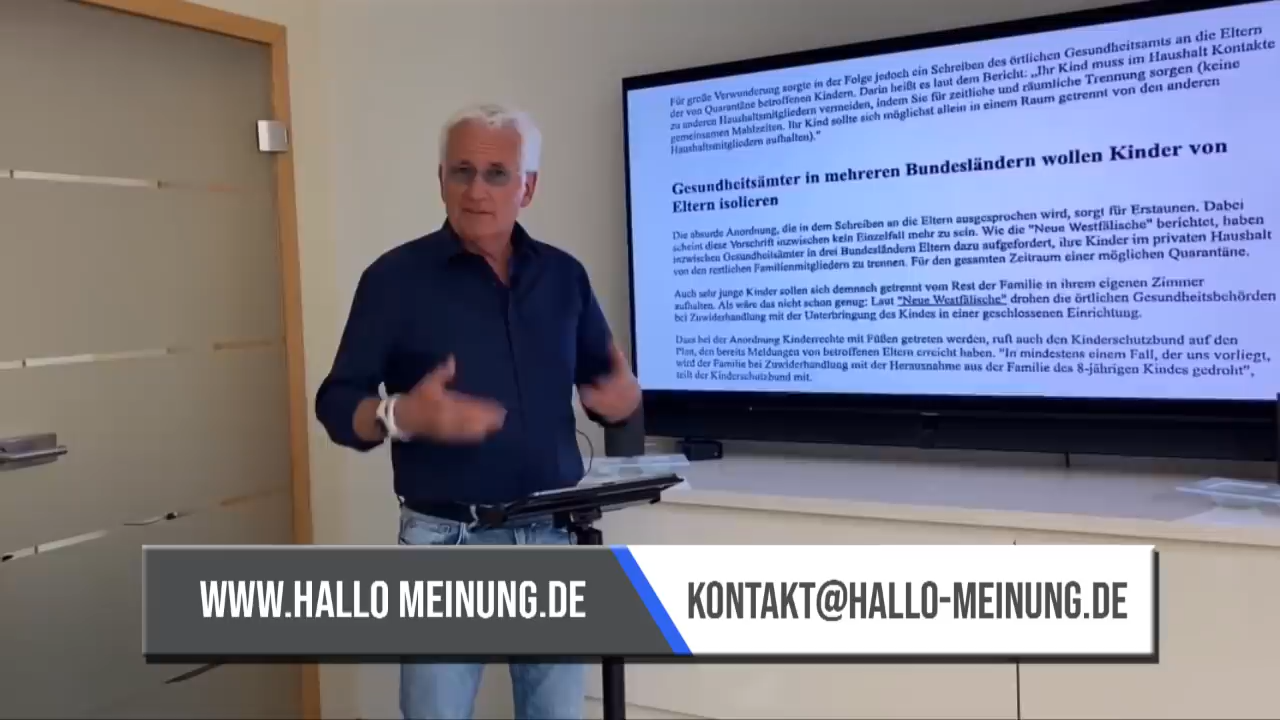 Für große Verwunderung sorgte in der Folge jedoch ein Schreiben des örtlichen Gesundheitsamts an die Eltern
der von Quarantäne betroffenen Kindern. Darin heißt es laut dem Bericht: „Ihr Kind muss im Haushalt Kontakte
zu anderen Haushaltsmitgliedern vermeiden, indem Sie für zeitliche und räumliche Trennung sorgen (keine
gemeinsamen Mahlzeiten. Ihr Kind sollte sich möglichst allein in einem Raum getrennt von den anderen
Haushaltsmitgliedern aufhalten)."
Gesundheitsämter in mehreren Bundesländern wollen Kinder von
Eltern isolieren
Die absurde Anordnung, die in dem Schreiben an die Eltern ausgesprochen wird, sorgt für Erstaunen. Dabei
scheint diese Vorschrift inzwischen kein Einzelfall mehr zu sein. Wie die "Neue Westfälische" berichtet, haben
inzwischen Gesundheitsämter in drei Bundesländern Eltern dazu aufgefordert, ihre Kinder im privaten Haushalt
von den restlichen Familienmitgliedern zu trennen. Für den gesamten Zeitraum einer möglichen Quarantäne.
Auch sehr junge Kinder sollen sich demnach getrennt vom Rest der Familie in ihrem eigenen Zimmer
aufhalten. Als wäre das nicht schon genug: Laut "Neue Westfälische" drohen die örtlichen Gesundheitsbehörden
bei Zuwiderhandlung mit der Unterbringung des Kindes in einer geschlossenen Einrichtung.
Dass bei der Anordnung Kinderrechte mit Füßen getreten werden, ruft auch den Kinderschutzbund auf den
Plan, den bereits Meldungen von betroffenen Eltern erreicht haben. "In mindestens einem Fall, der uns vorliegt,
wird der Familie bei Zuwiderhandlung mit der Herausnahme aus der Familie des 8-jährigen Kindes gedroht",
teilt der Kinderschutzbund mit.
WWW.HALLO MEINUNG.DE
KONTAKT@HALLO-MEINUNG.DE